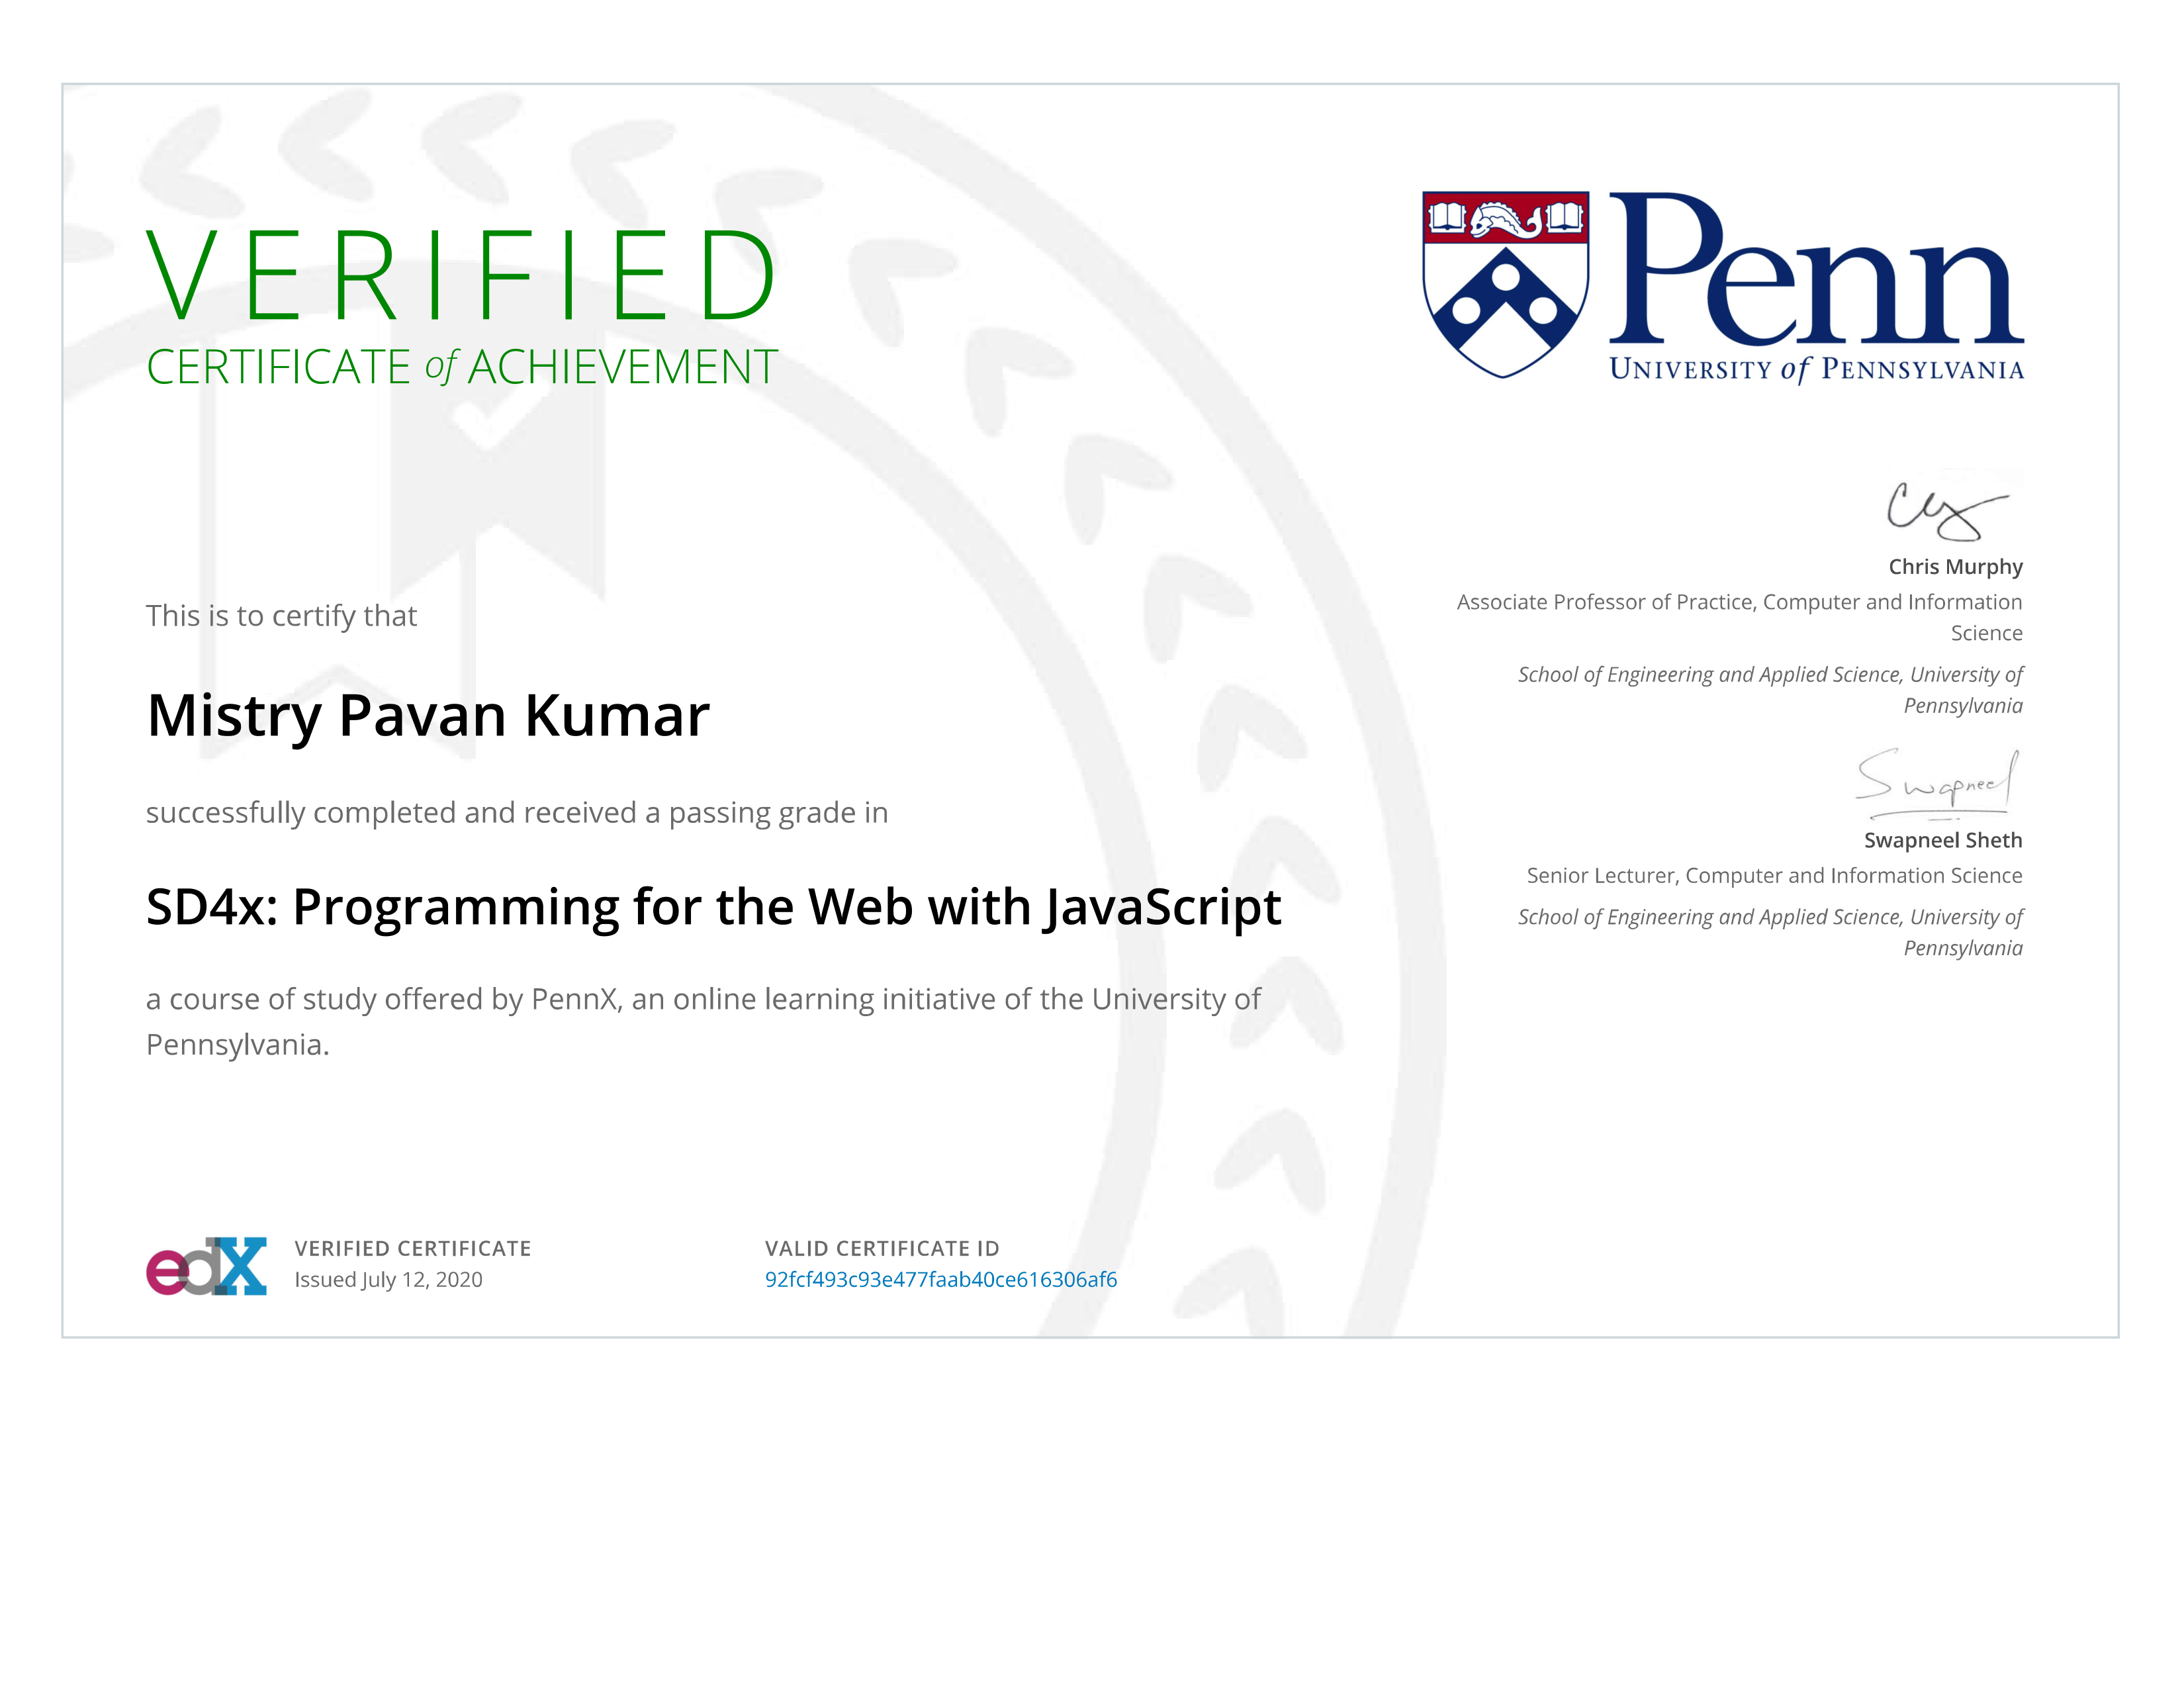 VERIFIED
CERTIFICATE of ACHIEVEMENT
This is to certify that
Mistry Pavan Kumar
successfully completed and received a passing grade in
SD4x: Programming for the Web with JavaScript
a course of study offered by PennX, an online learning initiative of the University of
Pennsylvania.
Penn
UNIVERSITY of PENNSYLVANIA
Chris Murphy
Associate Professor of Practice, Computer and Information
Science
School of Engineering and Applied Science, University of
Pennsylvania
Swapneel
Swapneel Sheth
Senior Lecturer, Computer and Information Science
School of Engineering and Applied Science, University of
Pennsylvania
edX
VERIFIED CERTIFICATE
Issued July 12, 2020
VALID CERTIFICATE ID
92fcf493c93e477faab40ce616306af6